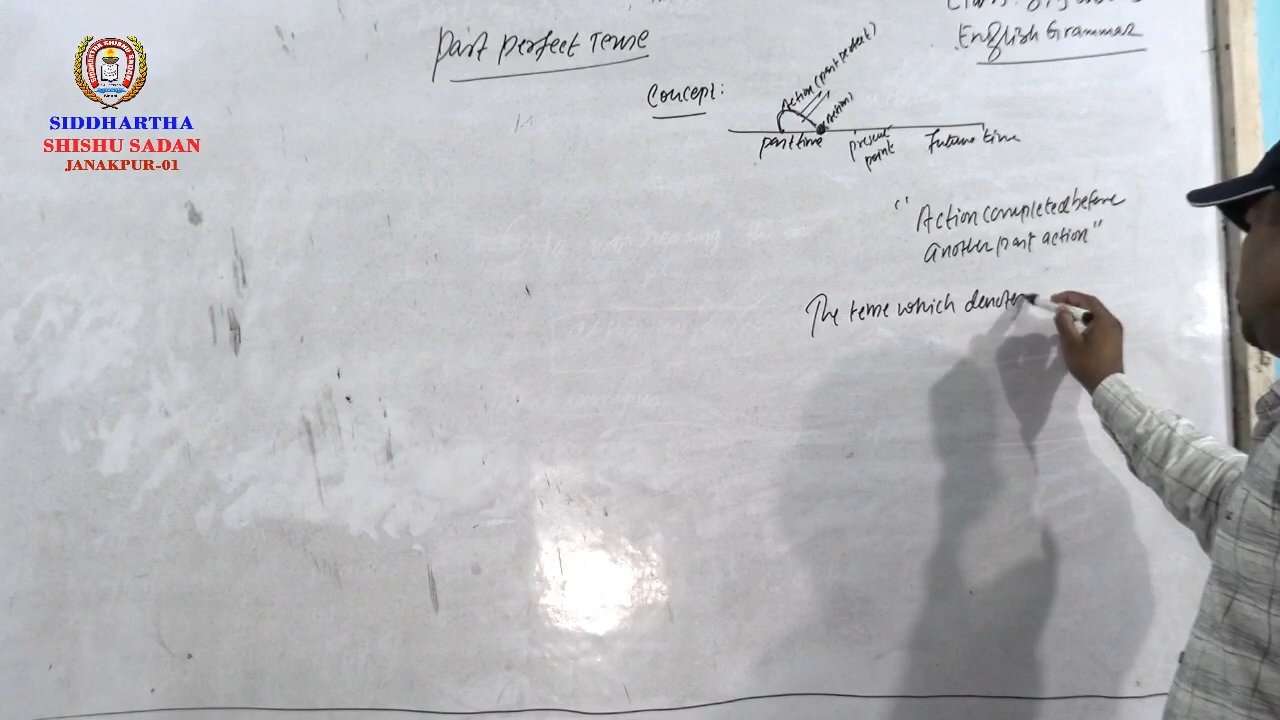 SIDDHARTHA
SHISHU SADAN
JANAKPUR-01
Past perfect Tense
English Grammar
Concept:
Action (past perfect)
Action)
past time
present
point
Future time
"Action completed before
another past action"
The tense which denotes